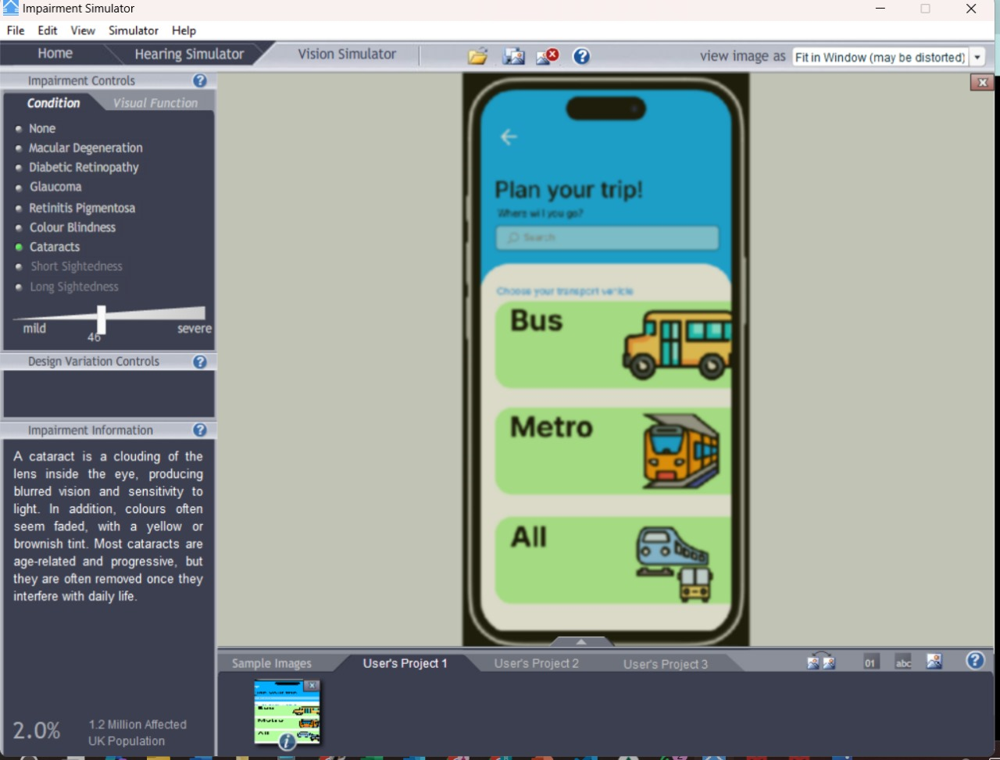 Impairment Simulator
File Edit View Simulator Help
Home Hearing Simulator Vision Simulator view image as Fit in Window (may be distorted)
Impairment Controls
Condition Visual Function
None
Macular Degeneration
Diabetic Retinopathy
Glaucoma
Retinitis Pigmentosa
Colour Blindness
Cataracts
Short Sightedness
Long Sightedness
mild severe
46
Design Variation Controls
Impairment Information
A cataract is a clouding of the
lens inside the eye, producing
blurred vision and sensitivity to
light. In addition, colours often
seem faded, with a yellow or
brownish tint. Most cataracts are
age-related and progressive, but
they are often removed once they
interfere with daily life.
2.0% 1.2 Million Affected
UK Population
Plan your trip!
Where will you go?
Search
Choose your transport vehicle
Bus
Metro
All
Sample Images User's Project 1 User's Project 2 User's Project 3 01 abc
Bus
Metro
All